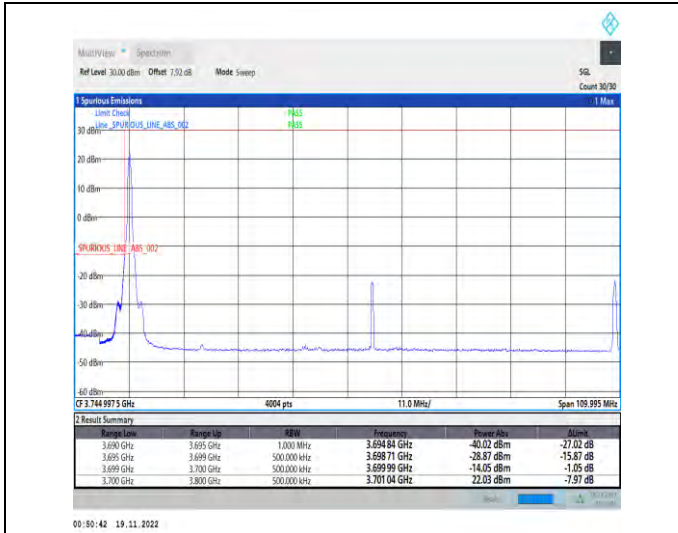 MultiView Spectrum
Ref Level 30.00 dBm Offset 7.92 dB Mode Sweep SGL
Count 30/30
1 Spurious Emissions 1 Max
Limit Check PASS
Line _SPURIOUS_LINE_ABS_002 PASS
30 dBm
20 dBm
10 dBm
0 dBm
_SPURIOUS_LINE_ABS_002
-20 dBm
-30 dBm
-40 dBm
-50 dBm
-60 dBm
CF 3.744 997 5 GHz 4004 pts 11.0 MHz/ Span 109.995 MHz
2 Result Summary
Range Low Range Up RBW Frequency Power Abs ΔLimit
3.690 GHz 3.695 GHz 1.000 MHz 3.694 84 GHz -40.02 dBm -27.02 dB
3.695 GHz 3.699 GHz 500.000 kHz 3.698 71 GHz -28.87 dBm -15.87 dB
3.699 GHz 3.700 GHz 500.000 kHz 3.699 99 GHz -14.05 dBm -1.05 dB
3.700 GHz 3.800 GHz 500.000 kHz 3.701 04 GHz 22.03 dBm -7.97 dB
00:50:42 19.11.2022